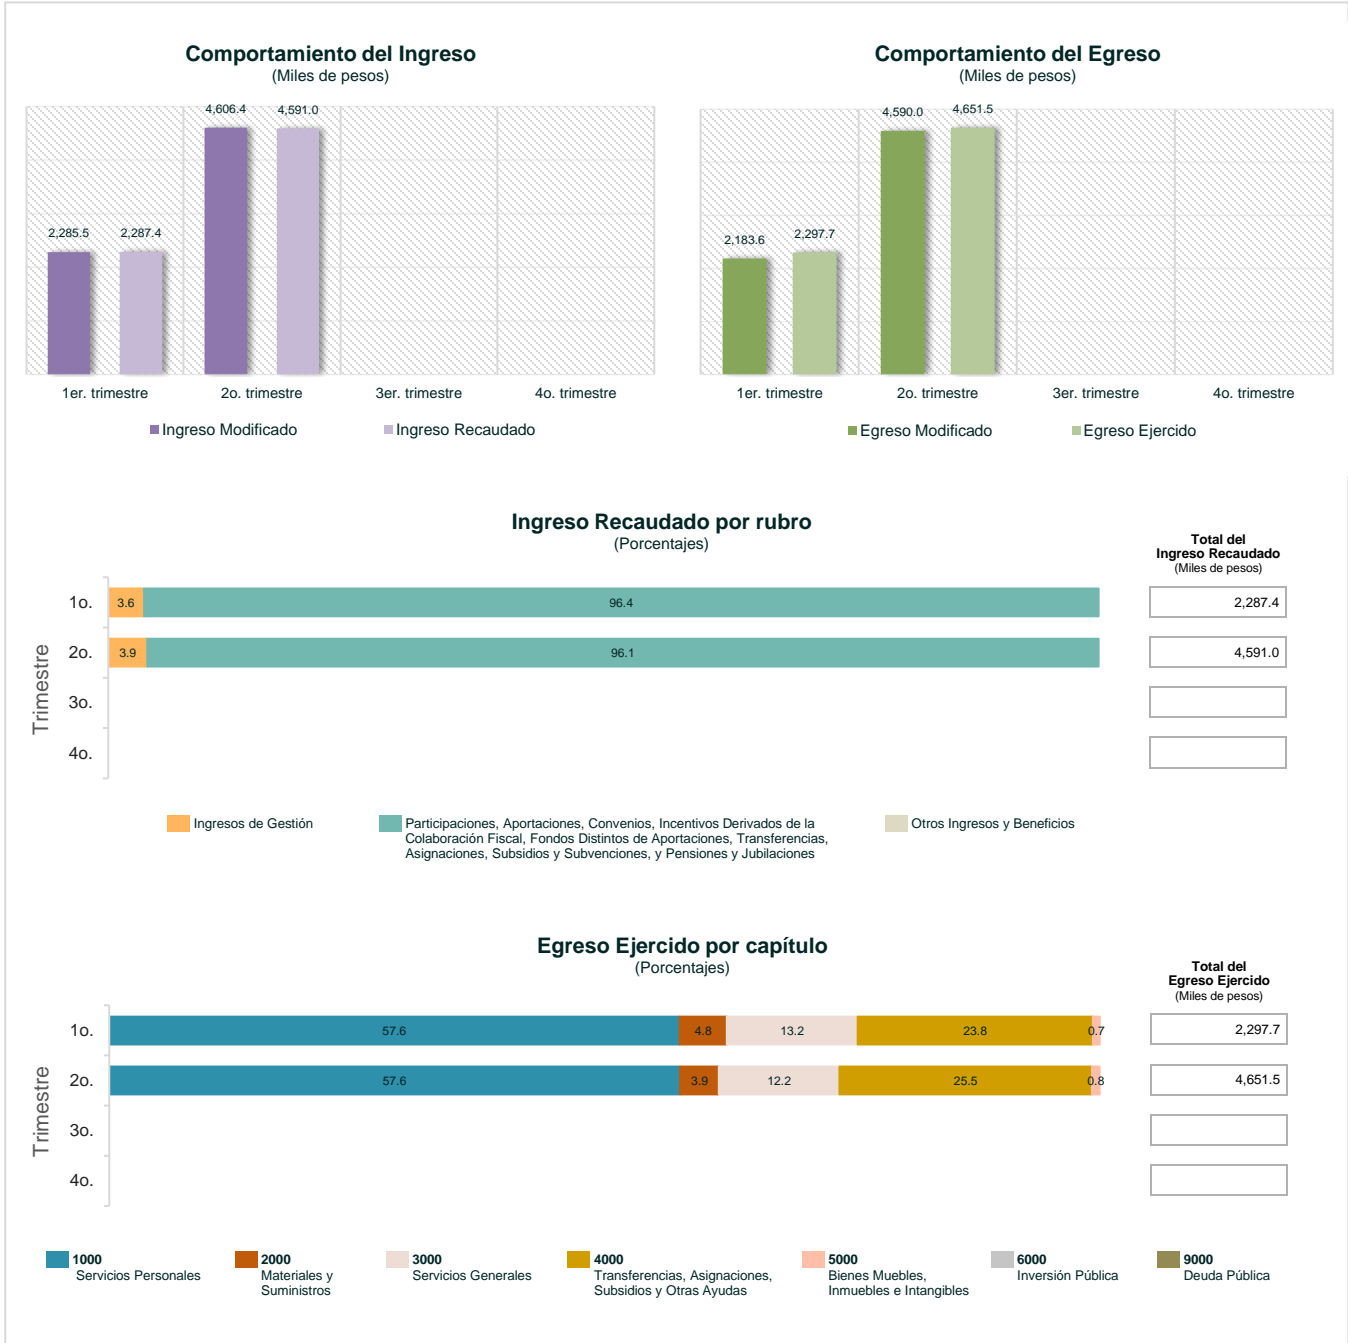 Comportamiento del Ingreso
(Miles de pesos)
4,606.4
4,591.0
2,285.5
2,287.4
1er. trimestre
2o. trimestre
3er. trimestre
4o. trimestre
Ingreso Modificado
Ingreso Recaudado
Comportamiento del Egreso
(Miles de pesos)
4,590.0
4,651.5
2,183.6
2,297.7
1er. trimestre
2o. trimestre
3er. trimestre
4o. trimestre
Egreso Modificado
Egreso Ejercido
Ingreso Recaudado por rubro
(Porcentajes)
Total del
Ingreso Recaudado
(Miles de pesos)
Trimestre
1o.
3.6
96.4
2,287.4
2o.
3.9
96.1
4,591.0
3o.
4o.
Ingresos de Gestión
Participaciones, Aportaciones, Convenios, Incentivos Derivados de la
Colaboración Fiscal, Fondos Distintos de Aportaciones, Transferencias,
Asignaciones, Subsidios y Subvenciones, y Pensiones y Jubilaciones
Otros Ingresos y Beneficios
Egreso Ejercido por capítulo
(Porcentajes)
Total del
Egreso Ejercido
(Miles de pesos)
Trimestre
1o.
57.6
4.8
13.2
23.8
0.7
2,297.7
2o.
57.6
3.9
12.2
25.5
0.8
4,651.5
3o.
4o.
1000
Servicios Personales
2000
Materiales y
Suministros
3000
Servicios Generales
4000
Transferencias, Asignaciones,
Subsidios y Otras Ayudas
5000
Bienes Muebles,
Inmuebles e Intangibles
6000
Inversión Pública
9000
Deuda Pública